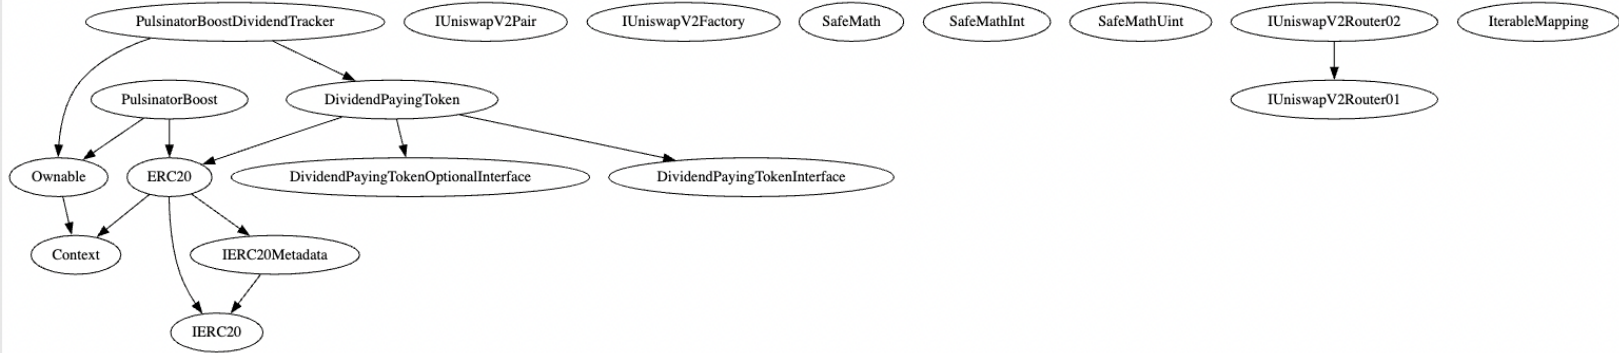 PulsinatorBoostDividendTracker
IUniswapV2Pair
IUniswapV2Factory
SafeMath
SafeMathInt
SafeMathUint
IUniswapV2Router02
IterableMapping
PulsinatorBoost
DividendPayingToken
IUniswapV2Router01
Ownable
ERC20
DividendPayingTokenOptionalInterface
DividendPayingTokenInterface
Context
IERC20Metadata
IERC20